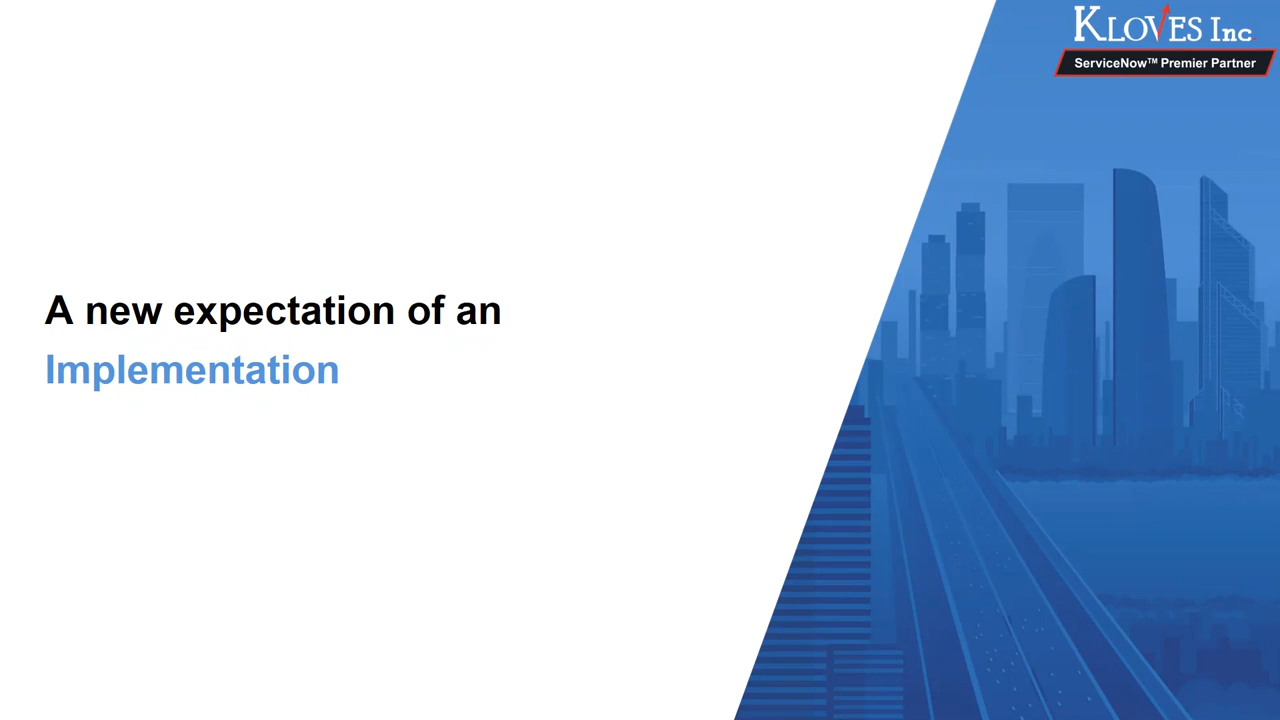 KLOVES Inc
ServiceNow™ Premier Partner
A new expectation of an
Implementation